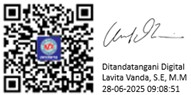 Ditandatangani Digital
Lavita Vanda, S.E, M.M
28-06-2025 09:08:51